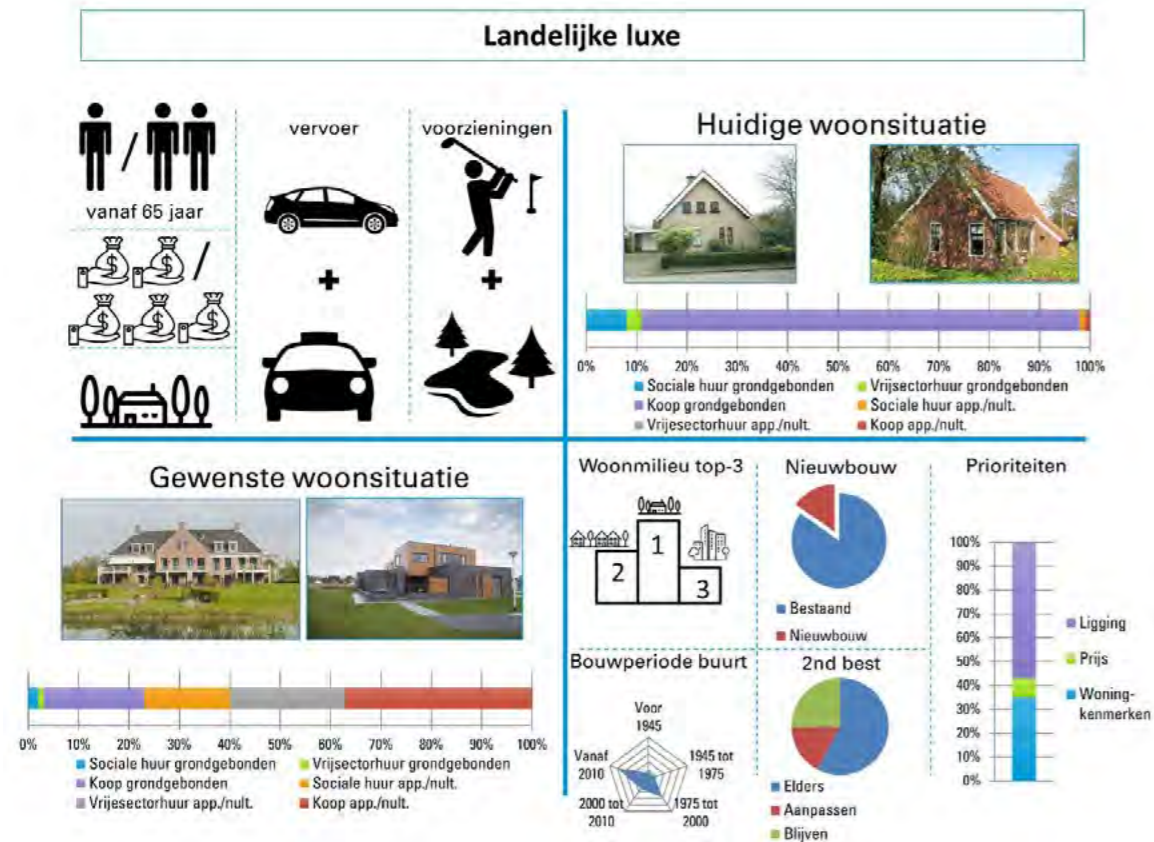 Landelijke luxe
vanaf 65 jaar
vervoer
voorzieningen
Huidige woonsituatie
0% 10% 20% 30% 40% 50% 60% 70% 80% 90% 100%
Sociale huur grondgebonden
Vrijsectorhuur grondgebonden
Koop grondgebonden
Sociale huur app./nult.
Vrijesectorhuur app./nult.
Koop app./nult.
Gewenste woonsituatie
0% 10% 20% 30% 40% 50% 60% 70% 80% 90% 100%
Sociale huur grondgebonden
Vrijsectorhuur grondgebonden
Koop grondgebonden
Sociale huur app./nult.
Vrijesectorhuur app./nult.
Koop app./nult.
Woonmilieu top-3
1
2
3
Nieuwbouw
Bestaand
Nieuwbouw
Bouwperiode buurt
Voor
1945
1945 tot
1975
1975 tot
2000
2000 tot
2010
Vanaf
2010
2nd best
Elders
Aanpassen
Blijven
Prioriteiten
100%
90%
80%
70%
60%
50%
40%
30%
20%
10%
0%
Ligging
Prijs
Woning-
kenmerken